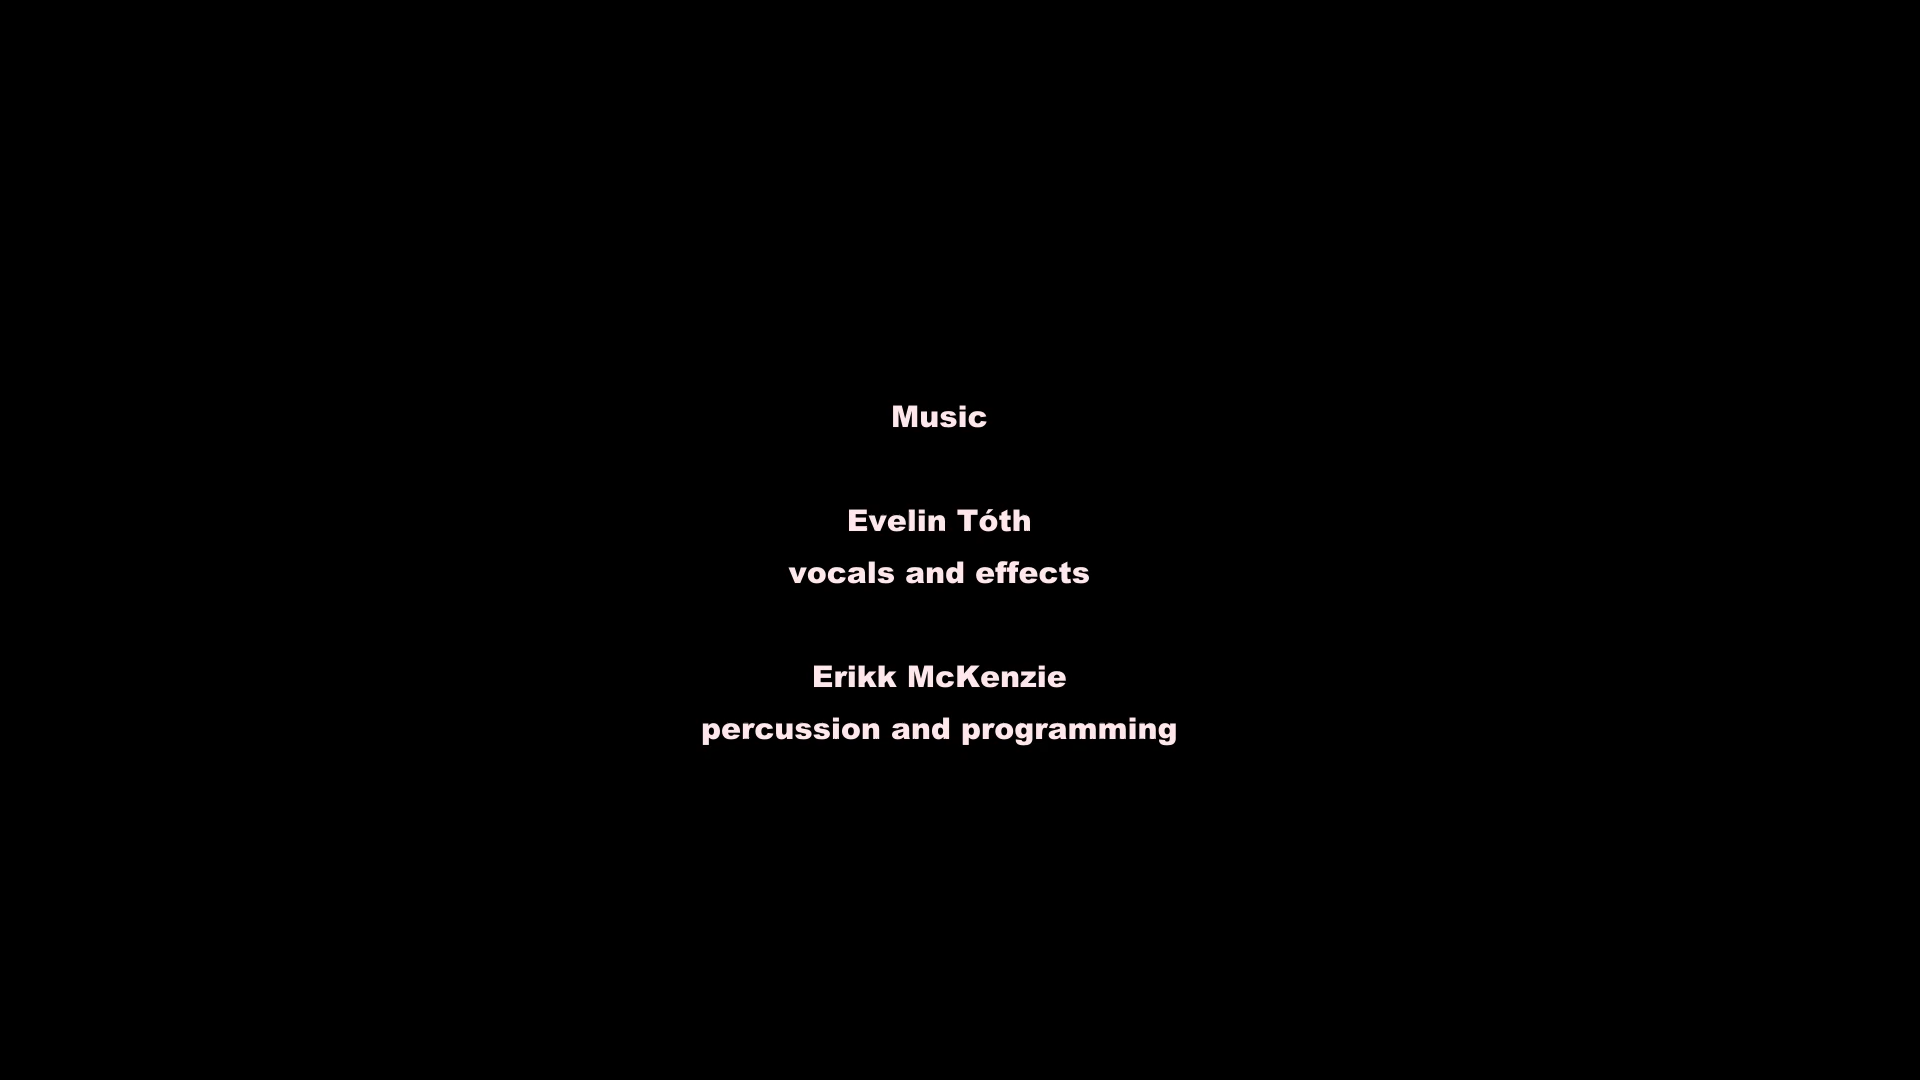 Music
Evelin Tóth
vocals and effects
Erikk McKenzie
percussion and programming